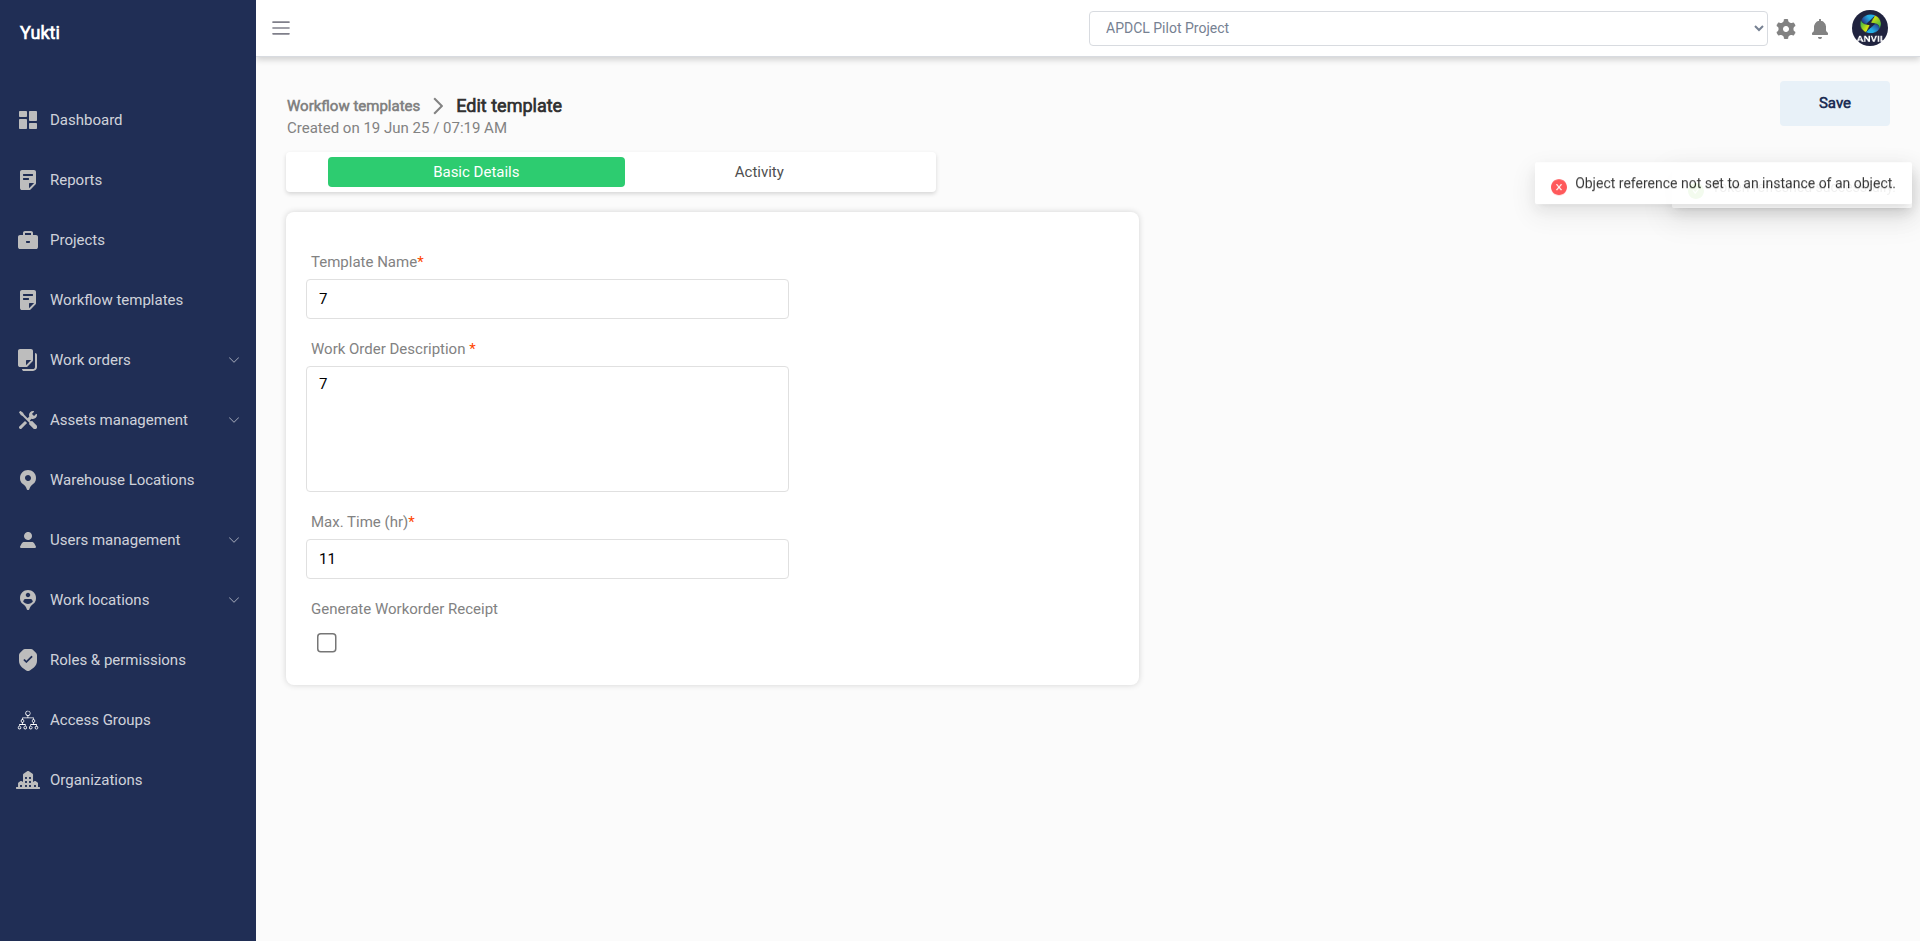 Yukti
APDCL Pilot Project
ANVI
Dashboard
Reports
Projects
Workflow templates
Work orders
Assets management
Warehouse Locations
Users management
Work locations
Roles & permissions
Access Groups
Organizations
Workflow templates > Edit template
Created on 19 Jun 25 / 07:19 AM
Save
Basic Details
Activity
Object reference not set to an instance of an object.
Template Name*
7
Work Order Description *
7
Max. Time (hr)*
11
Generate Workorder Receipt